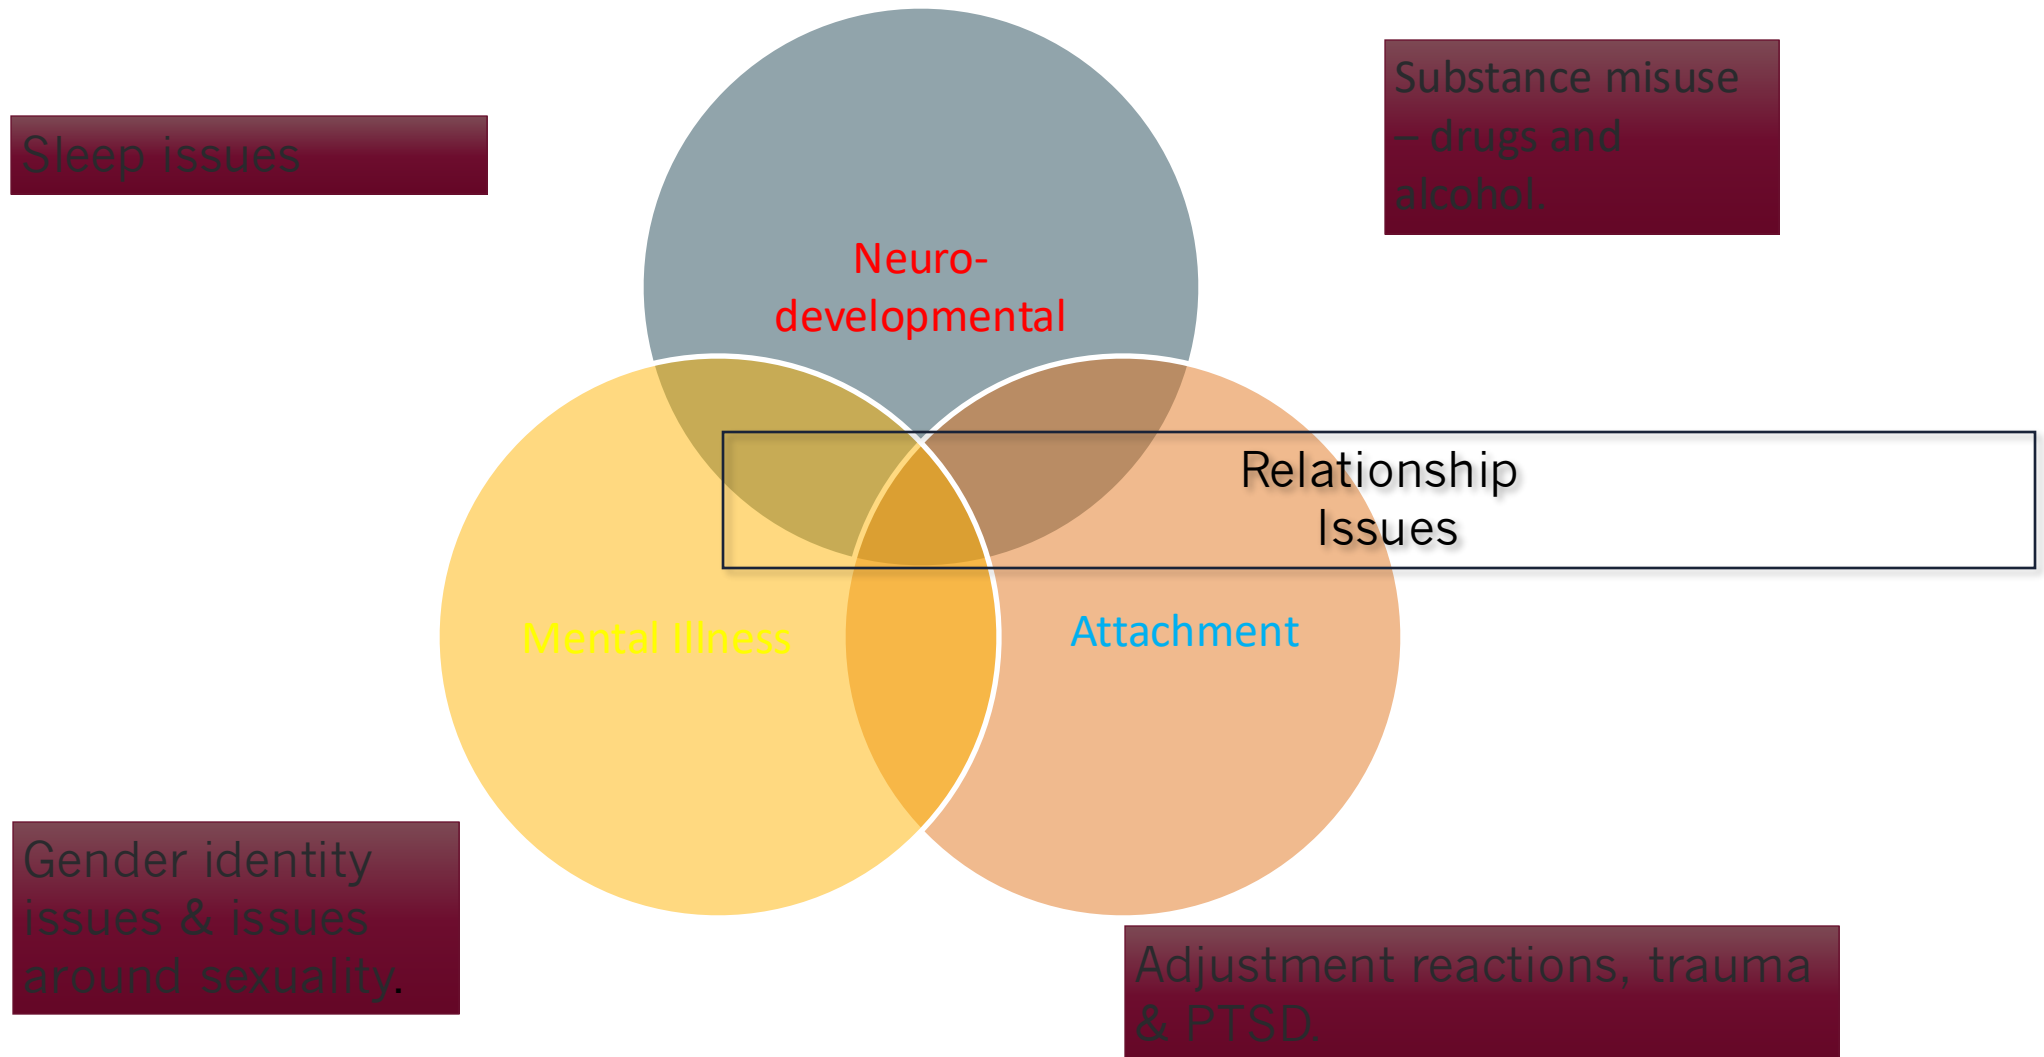 Substance misuse
– drugs and
alcohol.
Sleep issues
Neuro-
developmental
Relationship
Issues
Mental Illness
Attachment
Gender identity
issues & issues
around sexuality.
Adjustment reactions, trauma
& PTSD.